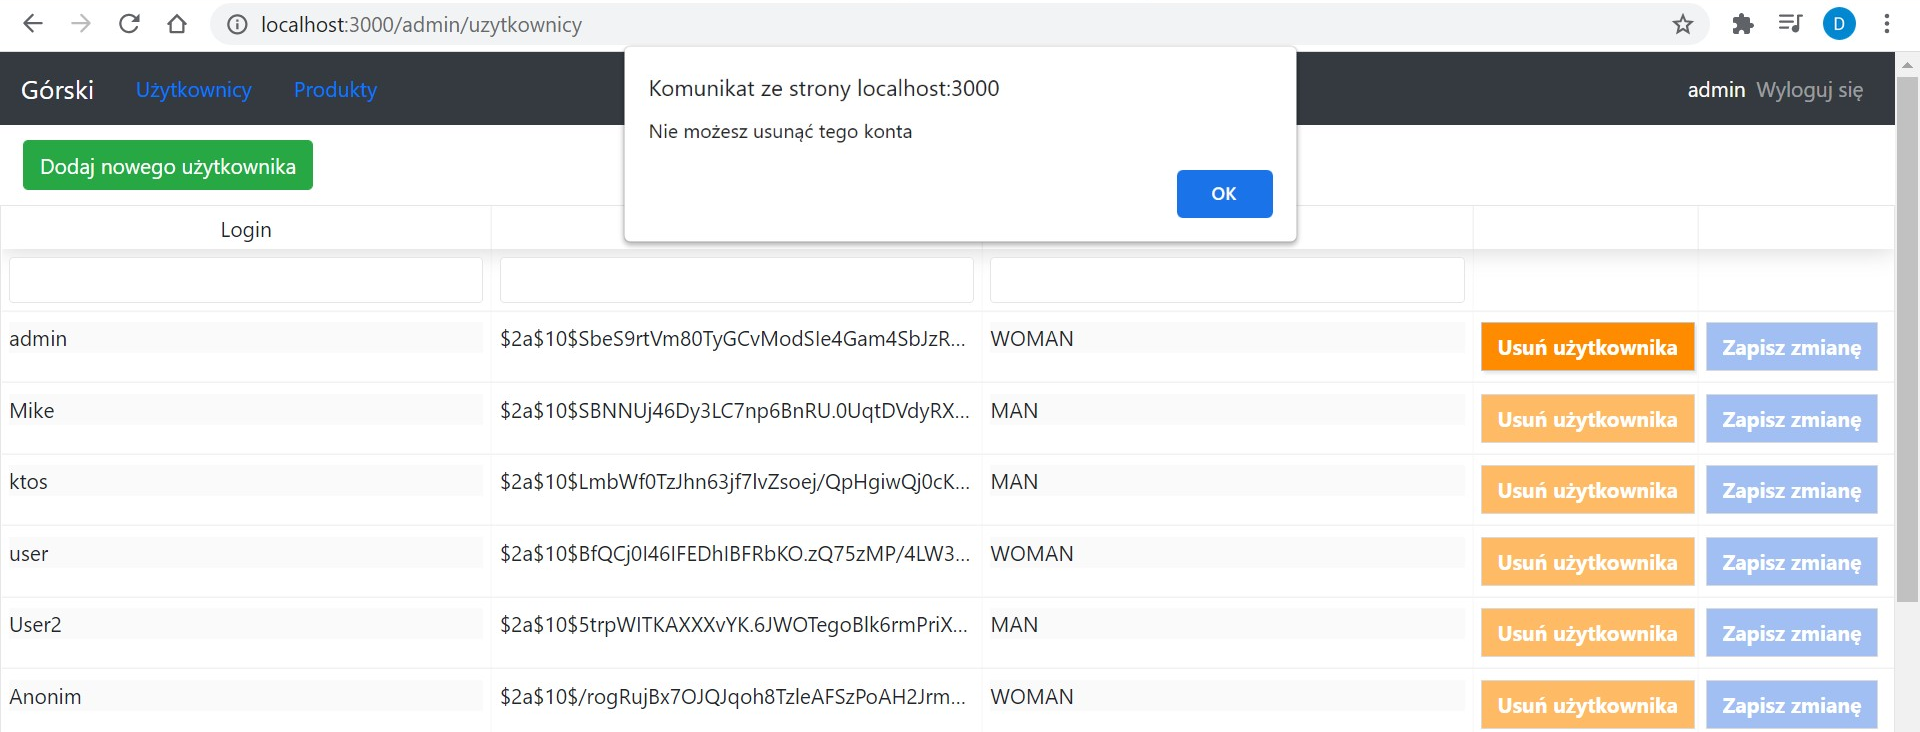 localhost:3000/admin/uzytkownicy
D
Górski Użytkownicy Produkty
admin Wyloguj się
Komunikat ze strony localhost:3000
Nie możesz usunąć tego konta
OK
Dodaj nowego użytkownika
Login
admin $2a$10$SbeS9rtVm80TyGCvModSIe4Gam4SbJzR... WOMAN Usuń użytkownika Zapisz zmianę
Mike $2a$10$SBNNUj46Dy3LC7np6BnRU.0UqtDVdyRX... MAN Usuń użytkownika Zapisz zmianę
ktos $2a$10$LmbWf0TzJhn63jf7lvZsoej/QpHgiwQj0cK... MAN Usuń użytkownika Zapisz zmianę
user $2a$10$BfQCj0I46IFEDhIBFRbKO.zQ75zMP/4LW3... WOMAN Usuń użytkownika Zapisz zmianę
User2 $2a$10$5trpWITKAXXXvYK.6JWOTegoBlk6rmPriX... MAN Usuń użytkownika Zapisz zmianę
Anonim $2a$10$/rogRujBx7OJQJqoh8TzleAFSzPoAH2Jrm... WOMAN Usuń użytkownika Zapisz zmianę